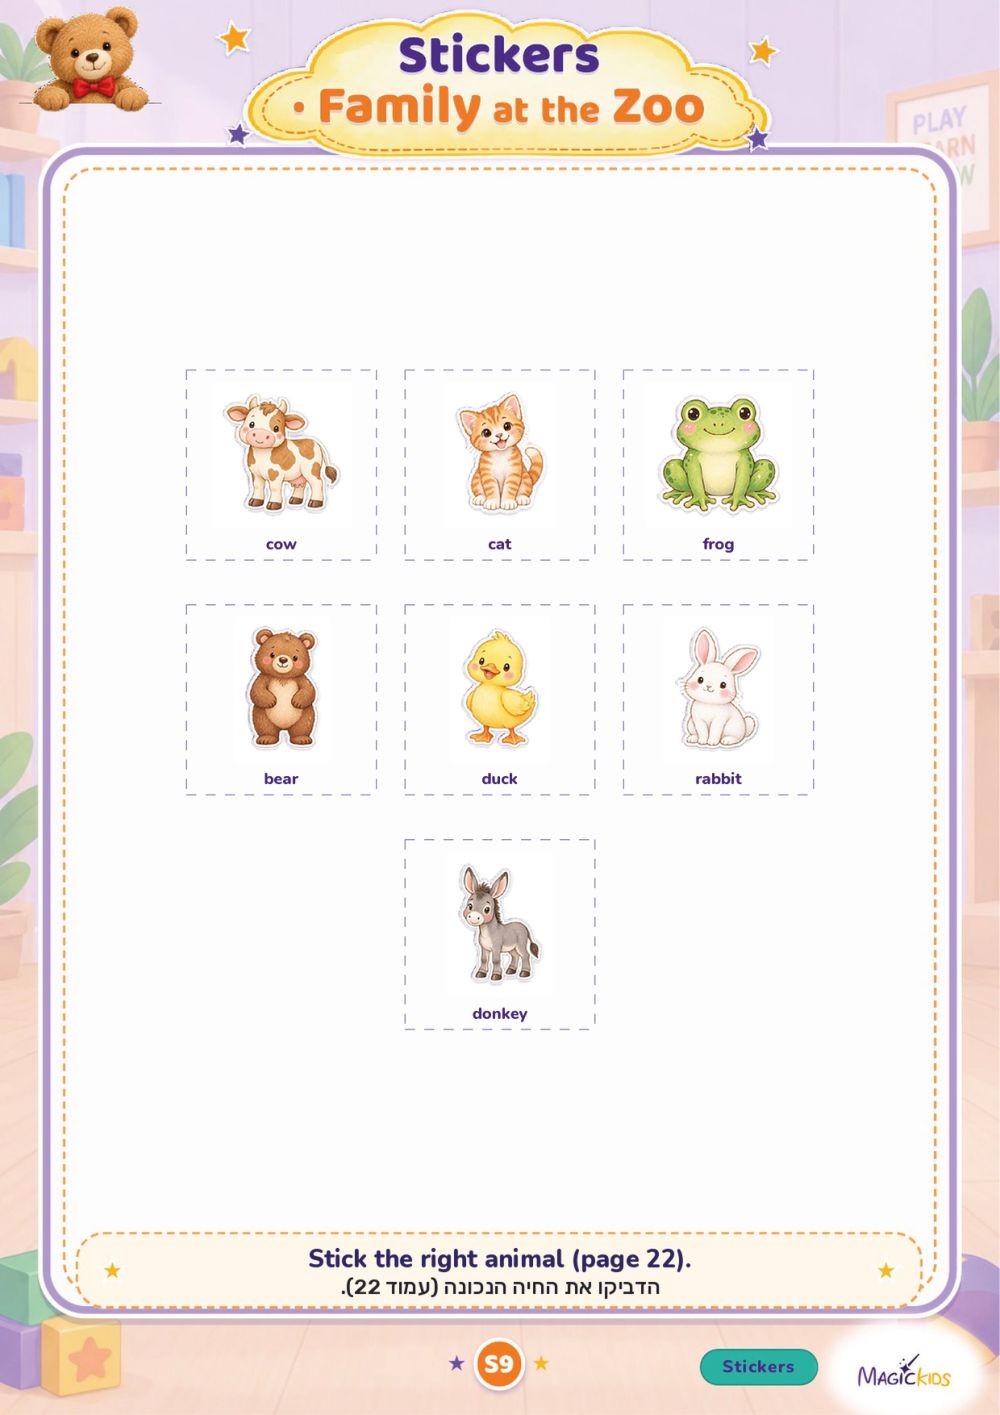 Stickers
• Family at the Zoo
PLAY
cow
cat
frog
bear
duck
rabbit
donkey
Stick the right animal (page 22).
הדביקו את החיה הנכונה (עמוד 22).
S9
Stickers
MAGICKIDS